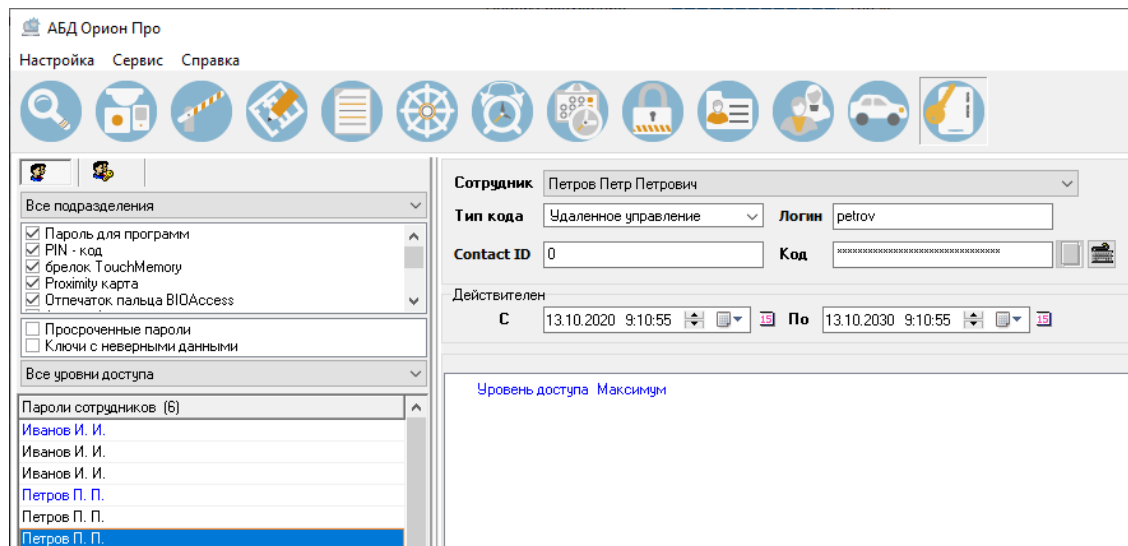 АБД Орион Про
Настройка Сервис Справка
Все подразделения
Пароль для программ
PIN - код
брелок TouchMemory
Proximity карта
Отпечаток пальца BIOAccess
Просроченные пароли
Ключи с неверными данными
Все уровни доступа
Пароли сотрудников (6)
Иванов И. И.
Иванов И. И.
Иванов И. И.
Петров П. П.
Петров П. П.
Петров П. П.
Сотрудник Петров Петр Петрович
Тип кода Удаленное управление Логин petrov
Contact ID 0 Код ********************************
Действителен
С 13.10.2020 9:10:55 15 По 13.10.2030 9:10:55 15
Уровень доступа Максимум